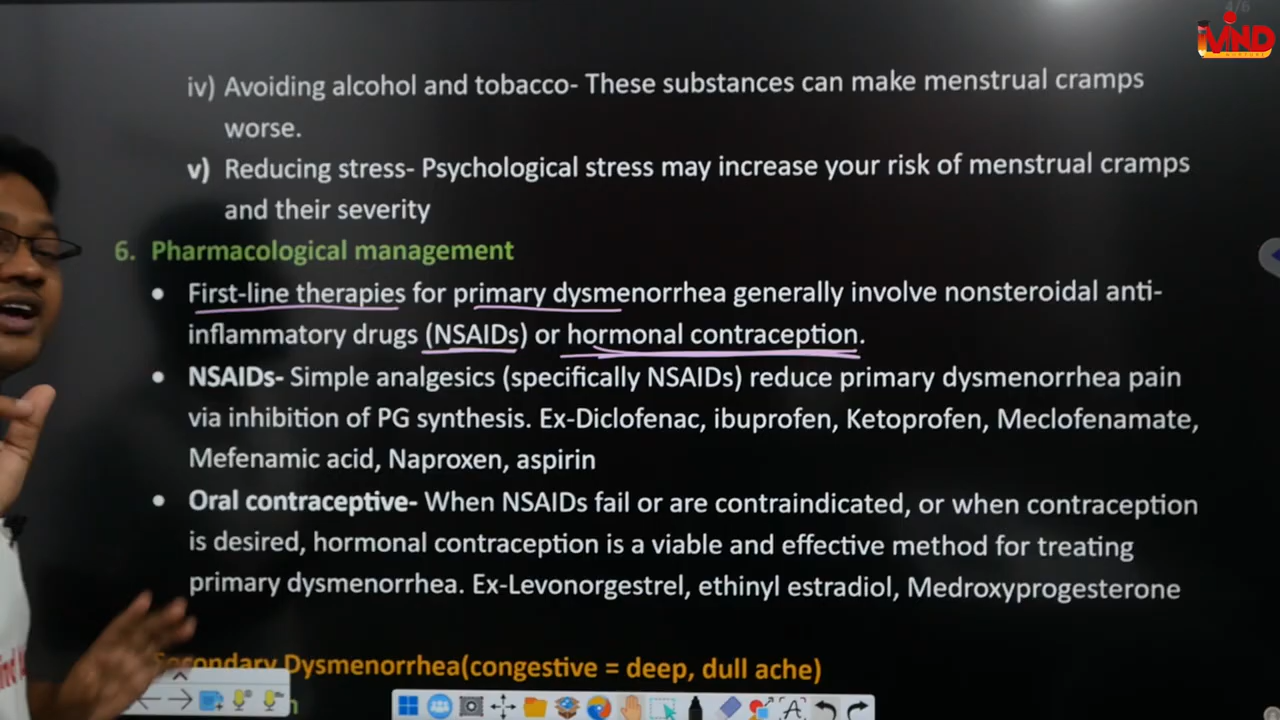 4/6
iVND
iv) Avoiding alcohol and tobacco- These substances can make menstrual cramps
worse.
v) Reducing stress- Psychological stress may increase your risk of menstrual cramps
and their severity
6. Pharmacological management
• First-line therapies for primary dysmenorrhea generally involve nonsteroidal anti-
inflammatory drugs (NSAIDs) or hormonal contraception.
• NSAIDs- Simple analgesics (specifically NSAIDs) reduce primary dysmenorrhea pain
via inhibition of PG synthesis. Ex-Diclofenac, ibuprofen, Ketoprofen, Meclofenamate,
Mefenamic acid, Naproxen, aspirin
• Oral contraceptive- When NSAIDs fail or are contraindicated, or when contraception
is desired, hormonal contraception is a viable and effective method for treating
primary dysmenorrhea. Ex-Levonorgestrel, ethinyl estradiol, Medroxyprogesterone
Secondary Dysmenorrhea(congestive = deep, dull ache)